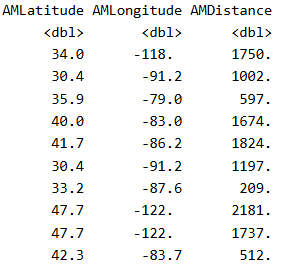 AMLatitude AMLongitude AMDistance
<dbl> <dbl> <dbl>
34.0 -118. 1750.
30.4 -91.2 1002.
35.9 -79.0 597.
40.0 -83.0 1674.
41.7 -86.2 1824.
30.4 -91.2 1197.
33.2 -87.6 209.
47.7 -122. 2181.
47.7 -122. 1737.
42.3 -83.7 512.